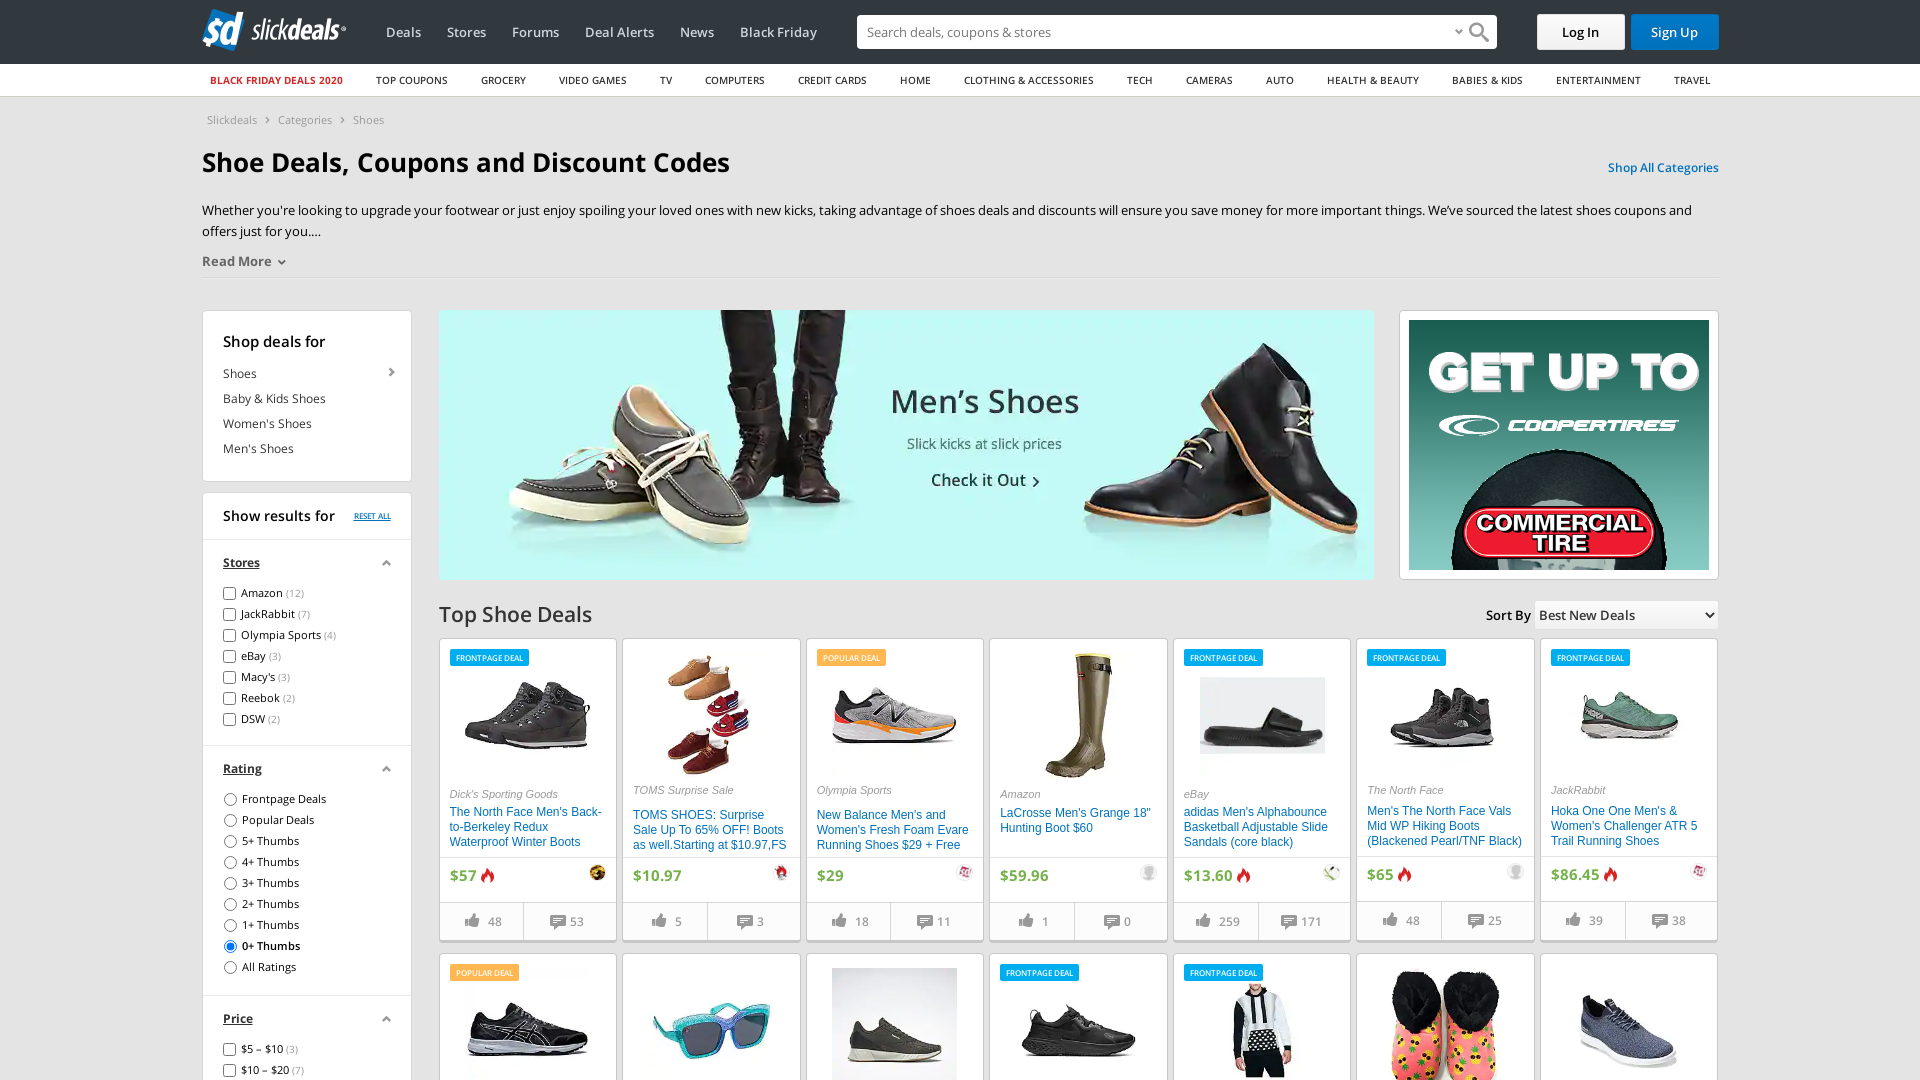 sd slickdeals
Deals
Stores
Forums
Deal Alerts
News
Black Friday
Search deals, coupons & stores
Log In
Sign Up
BLACK FRIDAY DEALS 2020
TOP COUPONS
GROCERY
VIDEO GAMES
TV
COMPUTERS
CREDIT CARDS
HOME
CLOTHING & ACCESSORIES
TECH
CAMERAS
AUTO
HEALTH & BEAUTY
BABIES & KIDS
ENTERTAINMENT
TRAVEL
Slickdeals > Categories > Shoes
Shoe Deals, Coupons and Discount Codes
Shop All Categories
Whether you're looking to upgrade your footwear or just enjoy spoiling your loved ones with new kicks, taking advantage of shoes deals and discounts will ensure you save money for more important things. We’ve sourced the latest shoes coupons and
offers just for you....
Read More
Shop deals for
Shoes
Baby & Kids Shoes
Women's Shoes
Men's Shoes
Show results for
RESET ALL
Stores
Amazon (12)
JackRabbit (7)
Olympia Sports (4)
eBay (3)
Macy's (3)
Reebok (2)
DSW (2)
Rating
Frontpage Deals
Popular Deals
5+ Thumbs
4+ Thumbs
3+ Thumbs
2+ Thumbs
1+ Thumbs
0+ Thumbs
All Ratings
Price
$5 – $10 (3)
$10 – $20 (7)
Men’s Shoes
Slick kicks at slick prices
Check it Out >
GET UP TO
COOPERTIRES
COMMERCIAL
TIRE
Top Shoe Deals
Sort By
Best New Deals
FRONTPAGE DEAL
Dick's Sporting Goods
The North Face Men's Back-
to-Berkeley Redux
Waterproof Winter Boots
$57
48
53
TOMS Surprise Sale
TOMS SHOES: Surprise
Sale Up To 65% OFF! Boots
as well.Starting at $10.97,FS
$10.97
5
3
POPULAR DEAL
Olympia Sports
New Balance Men's and
Women's Fresh Foam Evare
Running Shoes $29 + Free
$29
18
11
Amazon
LaCrosse Men's Grange 18"
Hunting Boot $60
$59.96
1
0
FRONTPAGE DEAL
eBay
adidas Men's Alphabounce
Basketball Adjustable Slide
Sandals (core black)
$13.60
259
171
FRONTPAGE DEAL
The North Face
Men's The North Face Vals
Mid WP Hiking Boots
(Blackened Pearl/TNF Black)
$65
48
25
FRONTPAGE DEAL
JackRabbit
Hoka One One Men's &
Women's Challenger ATR 5
Trail Running Shoes
$86.45
39
38
POPULAR DEAL
FRONTPAGE DEAL
FRONTPAGE DEAL